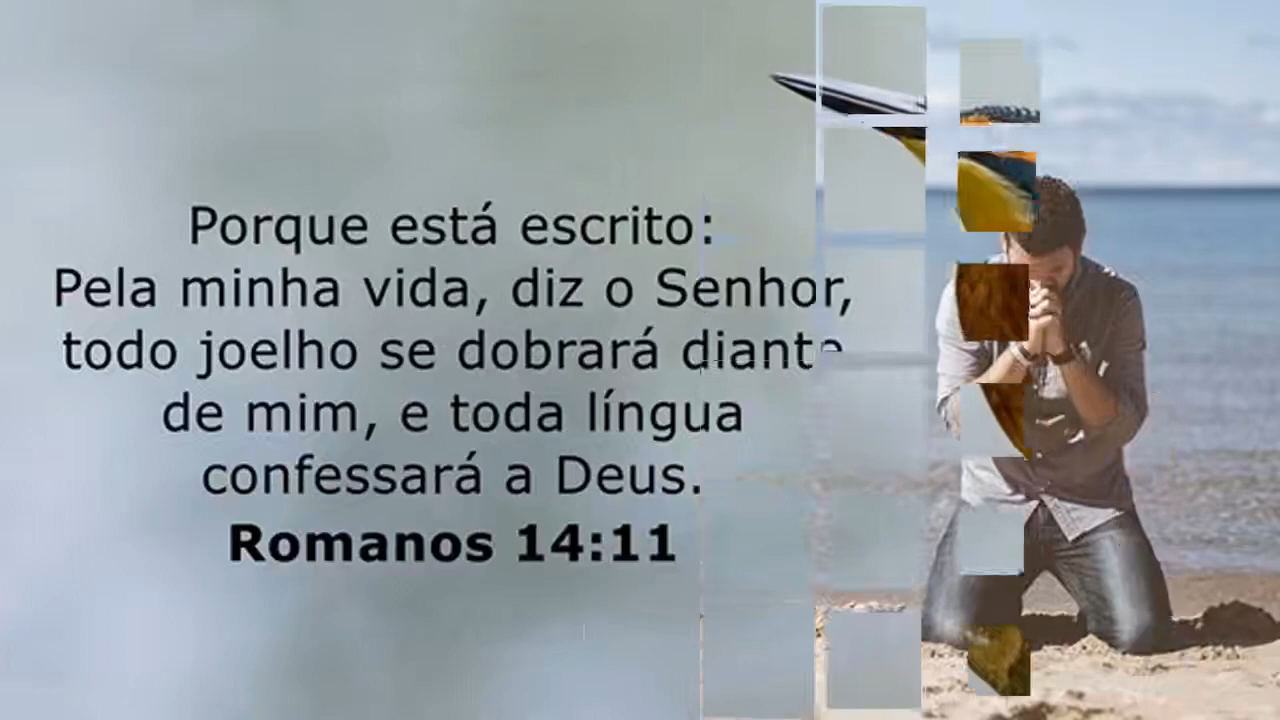 Porque está escrito:
Pela minha vida, diz o Senhor,
todo joelho se dobrará diante
de mim, e toda língua
confessará a Deus.
Romanos 14:11